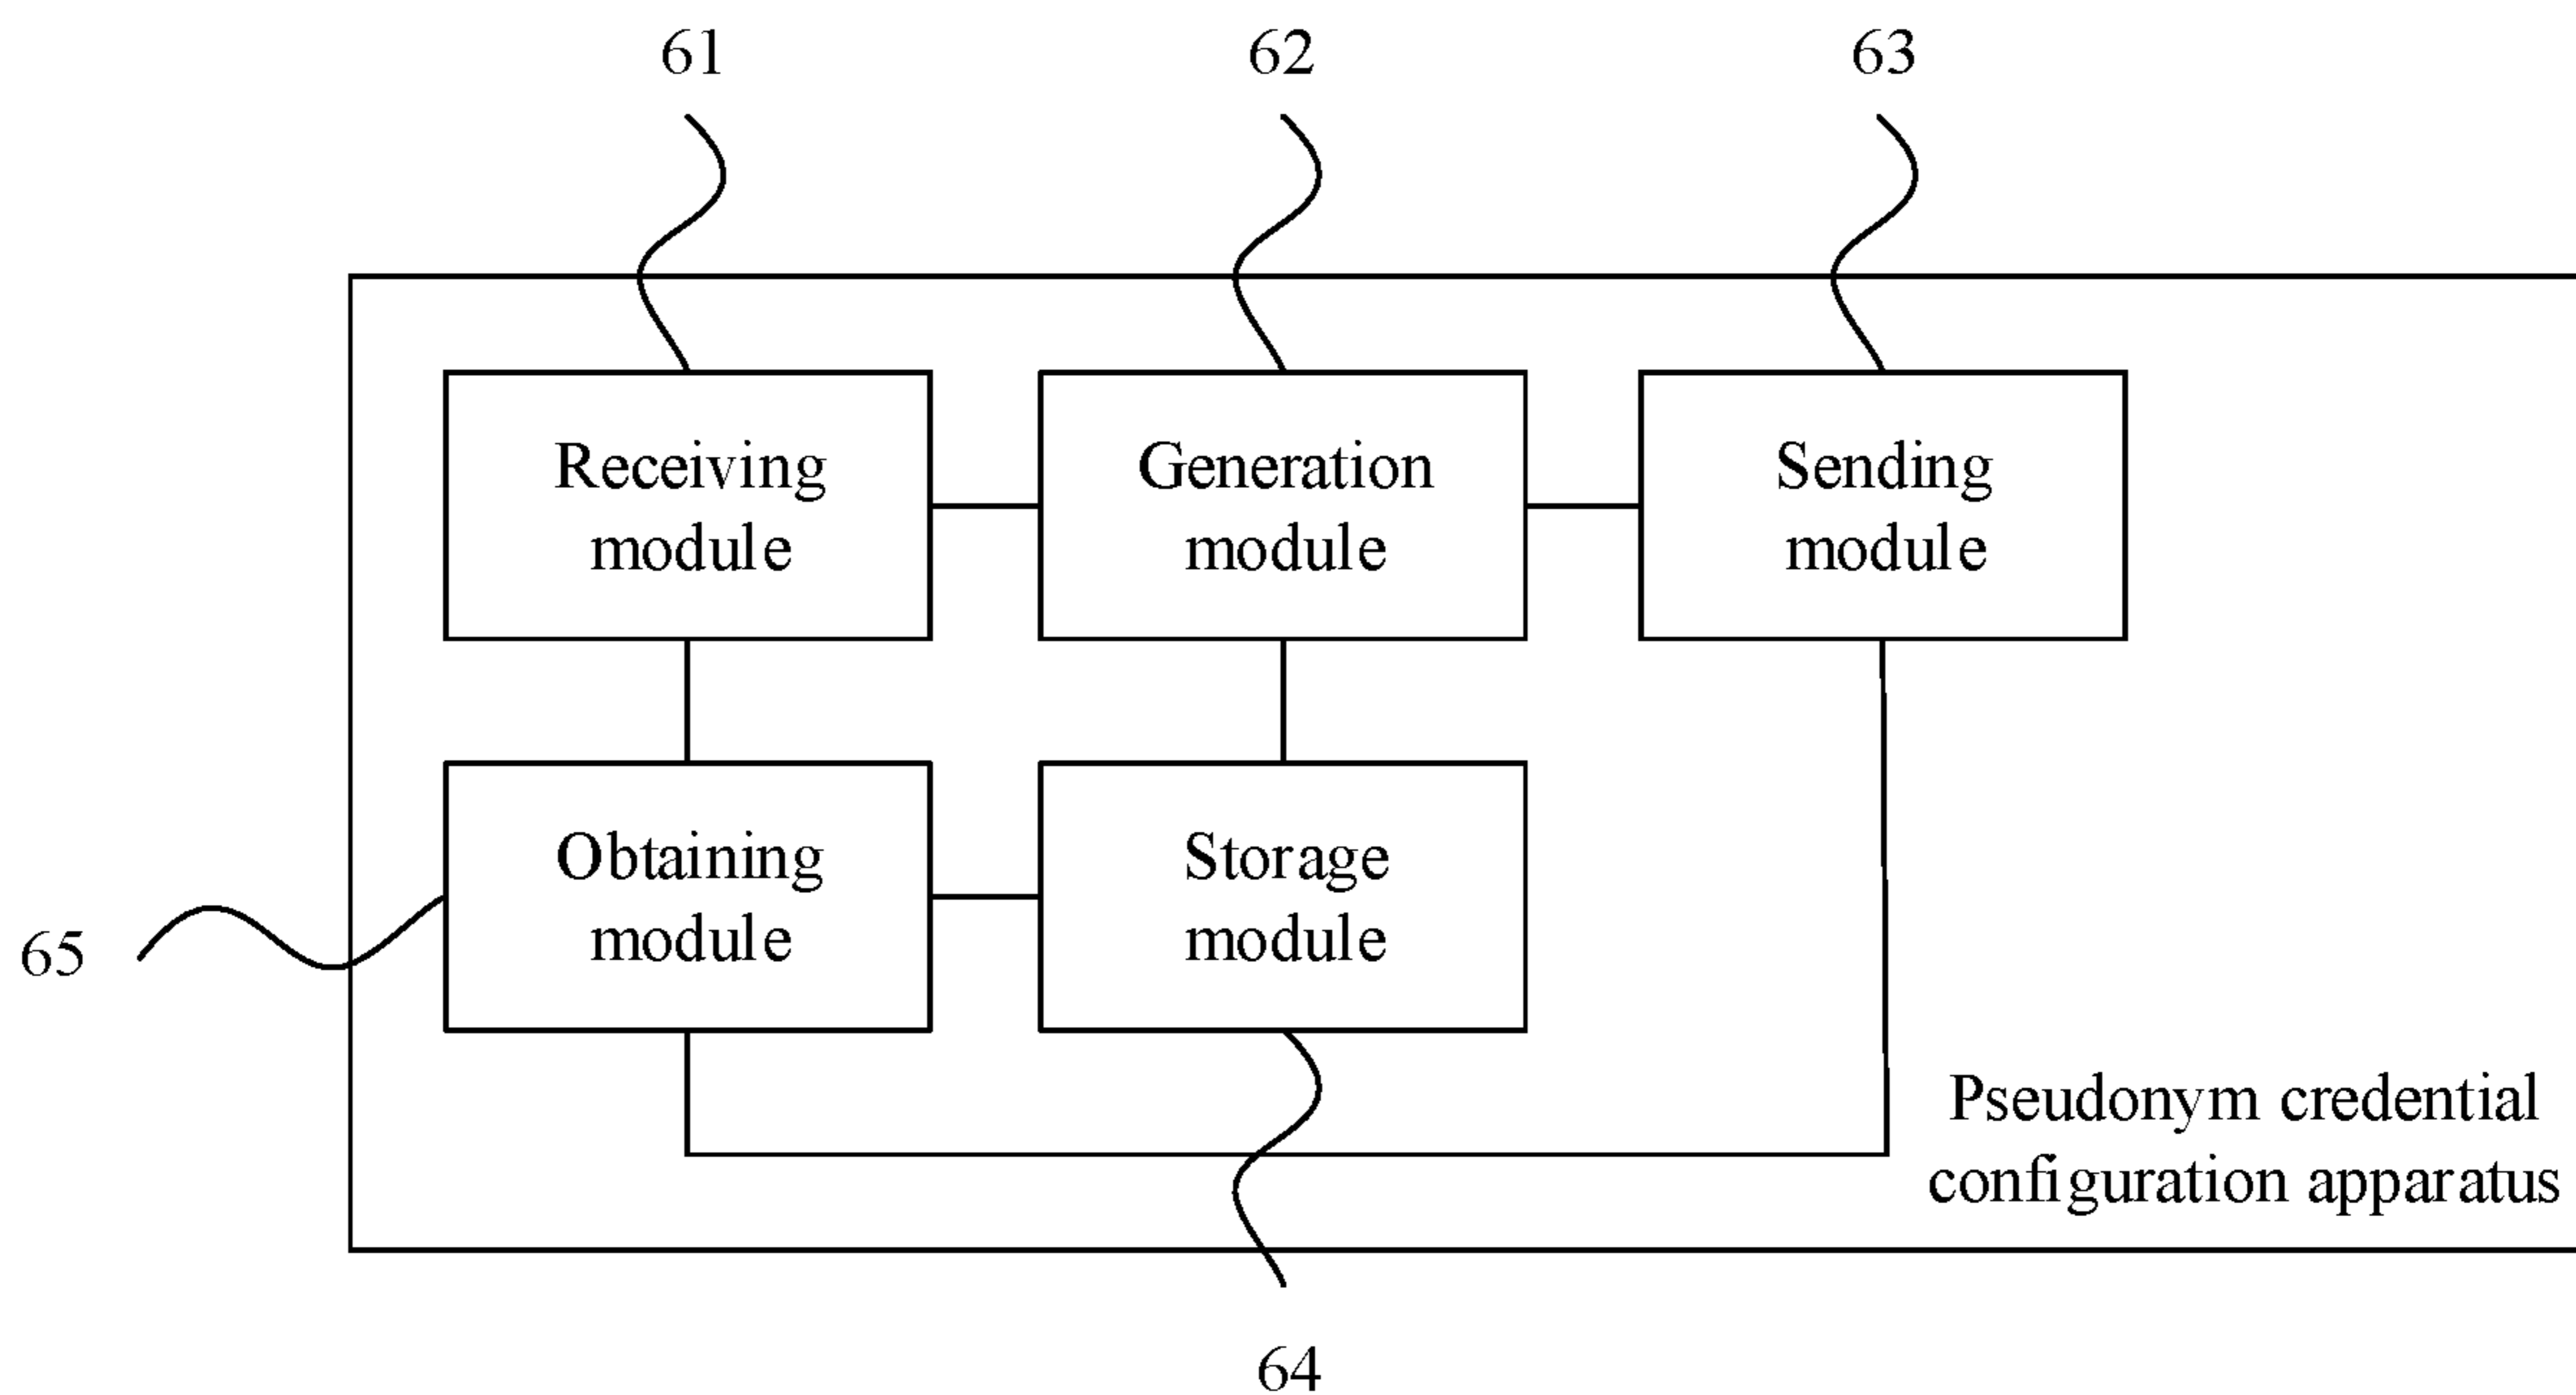 61
62
63
Receiving
module
Generation
module
Sending
module
Obtaining
module
Storage
module
65
Pseudonym credential
configuration apparatus
64